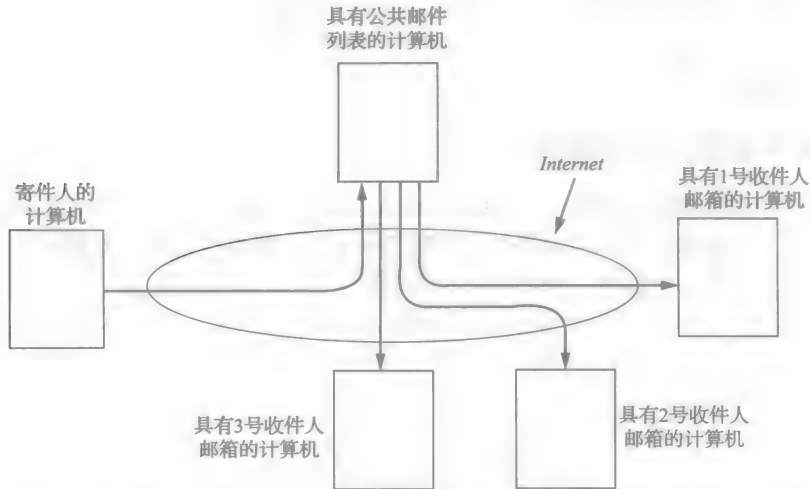 具有公共邮件
列表的计算机
Internet
具有1号收件人
邮箱的计算机
寄件人的
计算机
具有3号收件人
邮箱的计算机
具有2号收件人
邮箱的计算机